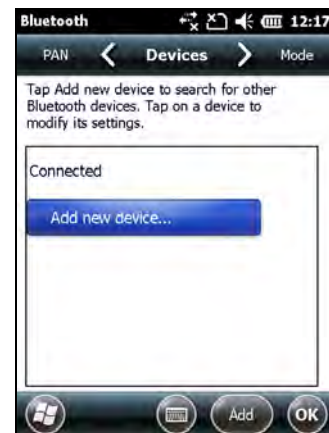 Bluetooth 12:17
PAN Devices Mode
Tap Add new device to search for other
Bluetooth devices. Tap on a device to
modify its settings.
Connected
Add new device...
Add OK